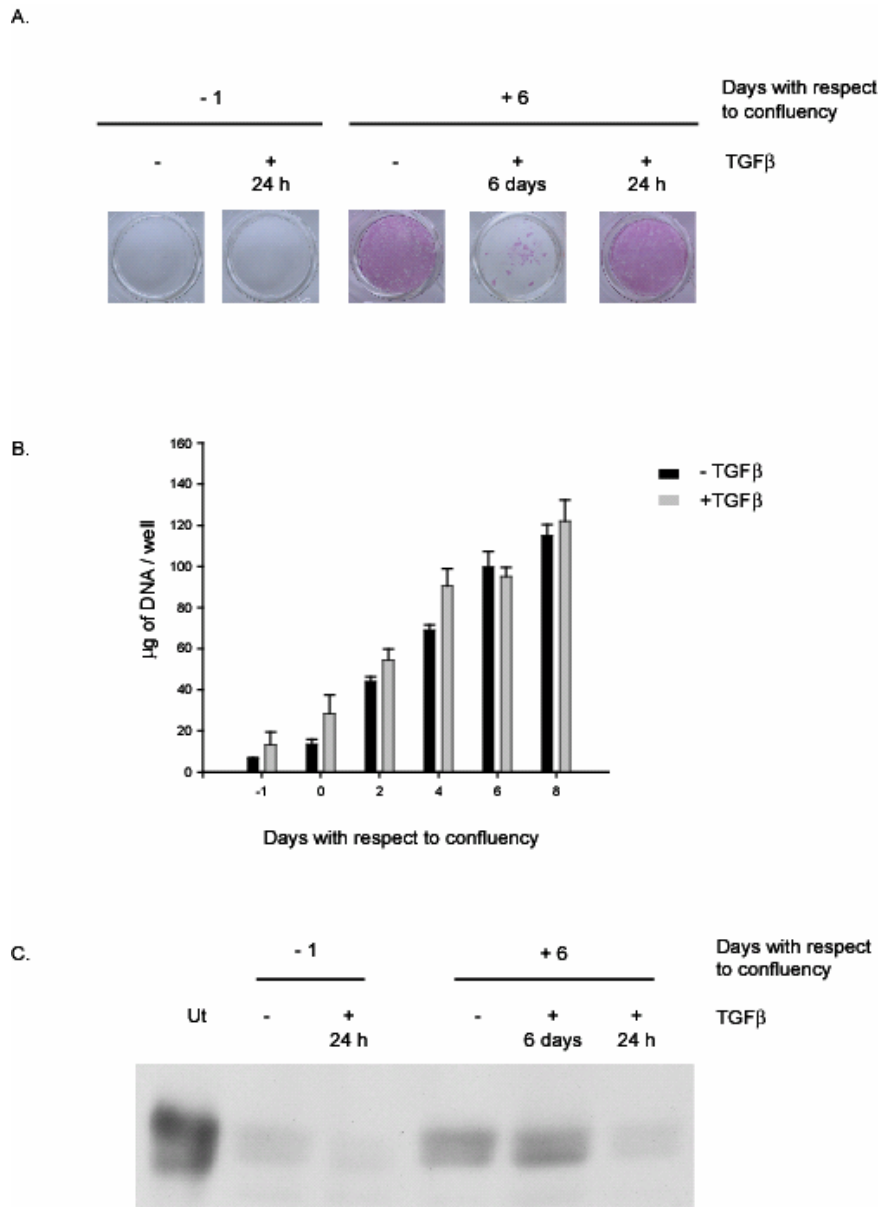 A.
- 1 + 6 Days with respect
to confluency
- + - + + TGFβ
24 h 6 days 24 h
B.
160
140
120
100
80
60
40
20
0
µg of DNA / well
- TGFβ
+TGFβ
-1 0 2 4 6 8
Days with respect to confluency
C.
- 1 + 6 Days with respect
to confluency
Ut - + - + + TGFβ
24 h 6 days 24 h